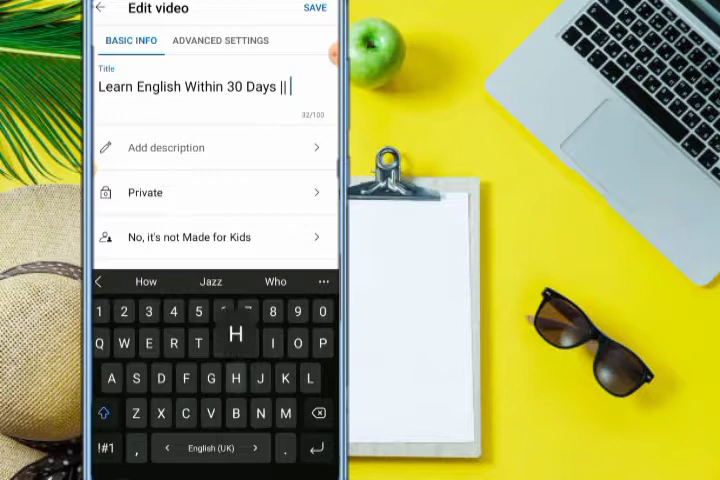 Edit video SAVE
BASIC INFO ADVANCED SETTINGS
Title
Learn English Within 30 Days ||
32/100
Add description
Private
No, it's not Made for Kids
How Jazz Who
1 2 3 4 5 8 9 0
Q W E R T H I O P
A S D F G H J K L
Z X C V B N M
!#1 , English (UK) .